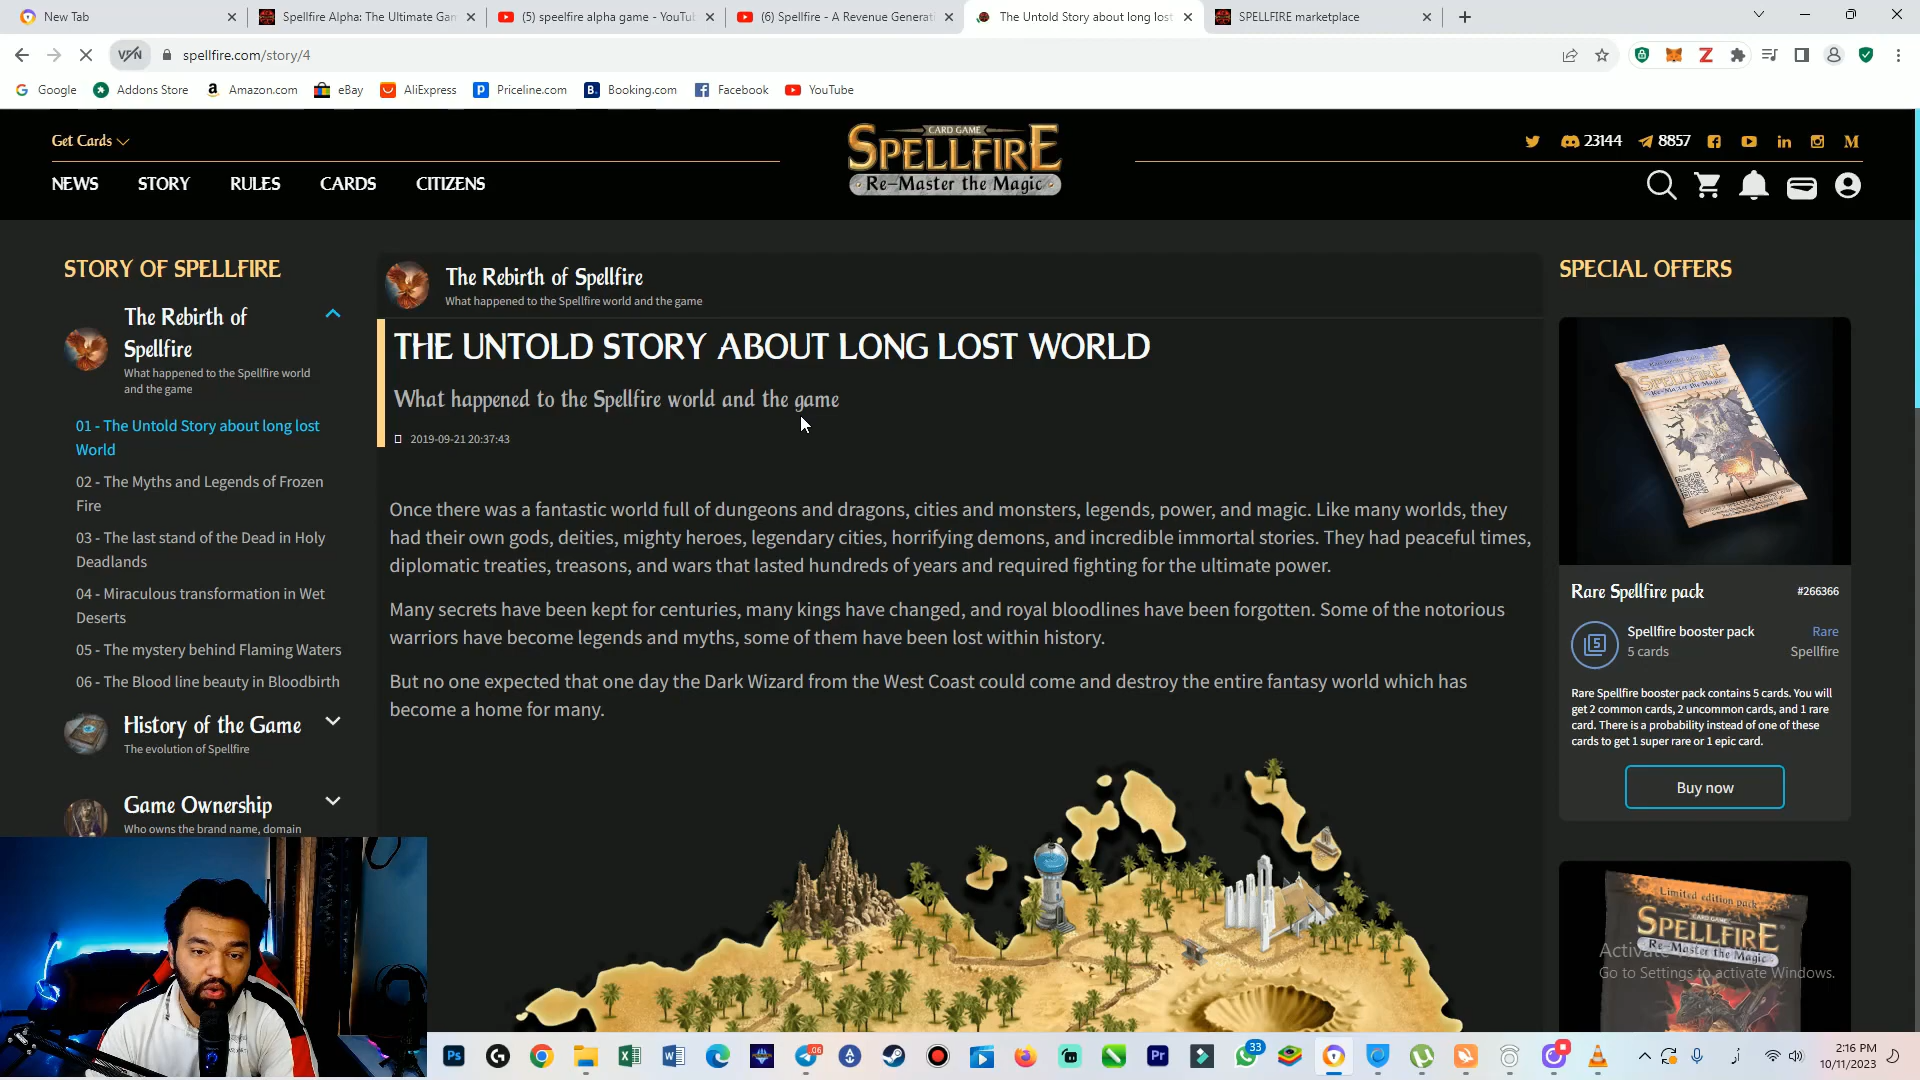 New Tab
Spellfire Alpha: The Ultimate Gam
(5) speelfire alpha game - YouTu
(6) Spellfire - A Revenue Generati
The Untold Story about long lost
SPELLFIRE marketplace
VPN
spellfire.com/story/4
Google
Addons Store
Amazon.com
eBay
AliExpress
Priceline.com
Booking.com
Facebook
YouTube
Get Cards
CARD GAME
SPELLFIRE
Re-Master the Magic
23144
8857
NEWS
STORY
RULES
CARDS
CITIZENS
STORY OF SPELLFIRE
The Rebirth of
Spellfire
What happened to the Spellfire world
and the game
01 - The Untold Story about long lost
World
02 - The Myths and Legends of Frozen
Fire
03 - The last stand of the Dead in Holy
Deadlands
04 - Miraculous transformation in Wet
Deserts
05 - The mystery behind Flaming Waters
06 - The Blood line beauty in Bloodbirth
History of the Game
The evolution of Spellfire
Game Ownership
Who owns the brand name, domain
The Rebirth of Spellfire
What happened to the Spellfire world and the game
THE UNTOLD STORY ABOUT LONG LOST WORLD
What happened to the Spellfire world and the game
2019-09-21 20:37:43
Once there was a fantastic world full of dungeons and dragons, cities and monsters, legends, power, and magic. Like many worlds, they
had their own gods, deities, mighty heroes, legendary cities, horrifying demons, and incredible immortal stories. They had peaceful times,
diplomatic treaties, treasons, and wars that lasted hundreds of years and required fighting for the ultimate power.
Many secrets have been kept for centuries, many kings have changed, and royal bloodlines have been forgotten. Some of the notorious
warriors have become legends and myths, some of them have been lost within history.
But no one expected that one day the Dark Wizard from the West Coast could come and destroy the entire fantasy world which has
become a home for many.
SPECIAL OFFERS
SPELLFIRE
Re-Master the Magic
Rare Spellfire pack
#266366
Spellfire booster pack
Rare
5 cards
Spellfire
Rare Spellfire booster pack contains 5 cards. You will
get 2 common cards, 2 uncommon cards, and 1 rare
card. There is a probability instead of one of these
cards to get 1 super rare or 1 epic card.
Buy now
Limited edition pack
CARD GAME
SPELLFIRE
Re-Master the Magic
Go to Settings to activate Windows.
Ps
06
Pr
33
2:16 PM
10/11/2023